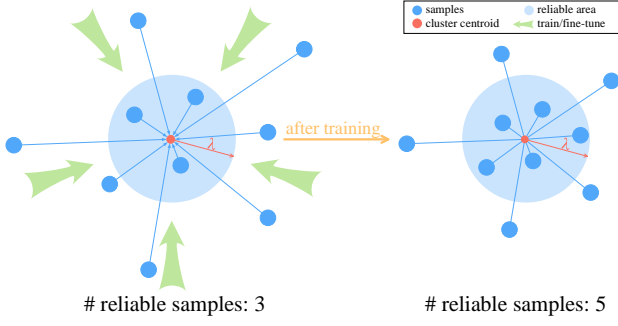 samples
reliable area
cluster centroid
train/fine-tune
λ
after training
λ
# reliable samples: 3
# reliable samples: 5